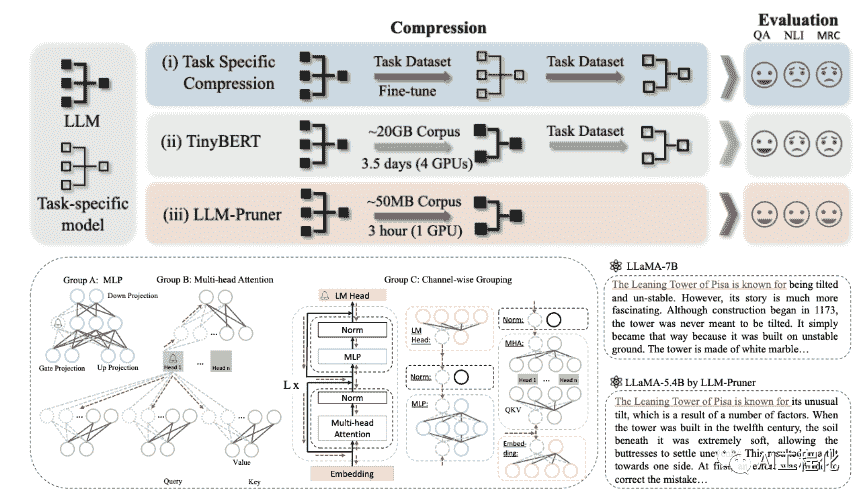 Compression
Evaluation
QA NLI MRC
LLM
Task-specific
model
(i) Task Specific
Compression
Task Dataset
Fine-tune
Task Dataset
(ii) TinyBERT
~20GB Corpus
3.5 days (4 GPUs)
Task Dataset
(iii) LLM-Pruner
~50MB Corpus
3 hour (1 GPU)
Group A: MLP
Down Projection
Gate Projection
Up Projection
Group B: Multi-head Attention
...
Head 1
...
Head n
...
...
...
Value
Query
Key
Group C: Channel-wise Grouping
LM Head
Norm
MLP
L x
Norm
Multi-head
Attention
Embedding
LM
Head:
Norm:
MLP:
Norm:
MHA:
Head 1
...
Head n
QKV
Embed-
ding:
LLaMA-7B
The Leaning Tower of Pisa is known for being tilted
and un-stable. However, its story is much more
fascinating. Although construction began in 1173,
the tower was never meant to be tilted. It simply
became that way because it was built on unstable
ground. The tower is made of white marble…
LLaMA-5.4B by LLM-Pruner
The Leaning Tower of Pisa is known for its unusual
tilt, which is a result of a number of factors. When
the tower was built in the twelfth century, the soil
beneath it was extremely soft, allowing the
buttresses to settle This resulted in a tilt
towards one side. At
correct the mistake…